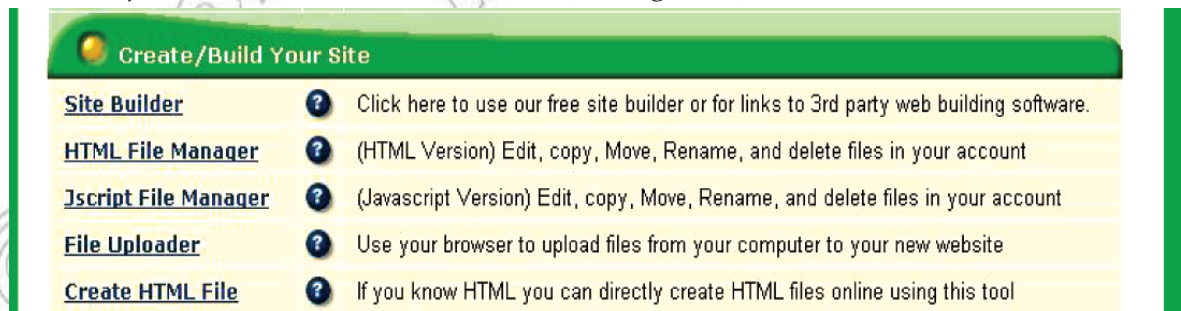 Create/Build Your Site
Site Builder ? Click here to use our free site builder or for links to 3rd party web building software.
HTML File Manager ? (HTML Version) Edit, copy, Move, Rename, and delete files in your account
Jscript File Manager ? (Javascript Version) Edit, copy, Move, Rename, and delete files in your account
File Uploader ? Use your browser to upload files from your computer to your new website
Create HTML File ? If you know HTML you can directly create HTML files online using this tool